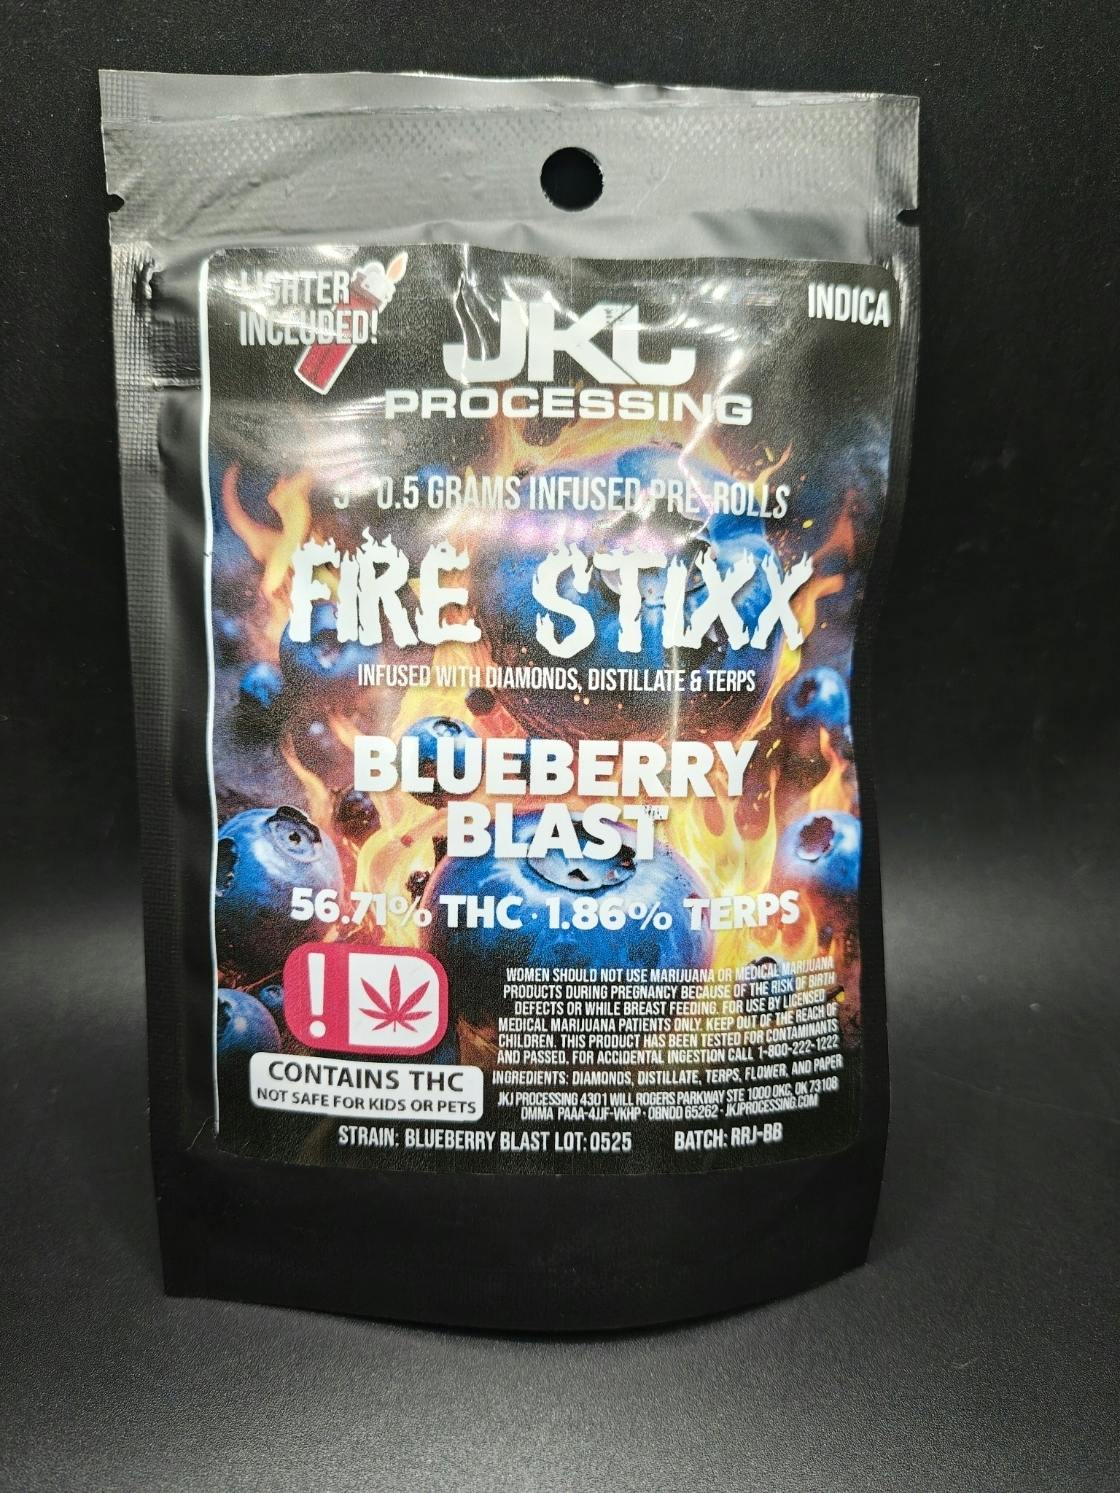 LIGHTER
INCLUDED!
INDICA
JKJ
PROCESSING
0.5 GRAMS INFUSED PRE-ROLLS
FIRE STIXX
INFUSED WITH DIAMONDS, DISTILLATE & TERPS
BLUEBERRY
BLAST
56.71% THC · 1.86% TERPS
WOMEN SHOULD NOT USE MARIJUANA OR MEDICAL MARIJUANA
PRODUCTS DURING PREGNANCY BECAUSE OF THE RISK OF BIRTH
DEFECTS OR WHILE BREAST FEEDING. FOR USE BY LICENSED
MEDICAL MARIJUANA PATIENTS ONLY. KEEP OUT OF THE REACH OF
CHILDREN. THIS PRODUCT HAS BEEN TESTED FOR CONTAMINANTS
AND PASSED. FOR ACCIDENTAL INGESTION CALL 1-800-222-1222
INGREDIENTS: DIAMONDS, DISTILLATE, TERPS, FLOWER, AND PAPER
JKJ PROCESSING 4301 WILL ROGERS PARKWAY STE 1000 OKC, OK 73108
OMMA PAAA-4JJF-VKHP · OBNDD 65262 · JKJPROCESSING.COM
!
CONTAINS THC
NOT SAFE FOR KIDS OR PETS
STRAIN: BLUEBERRY BLAST LOT: 0525 BATCH: RRJ-BB